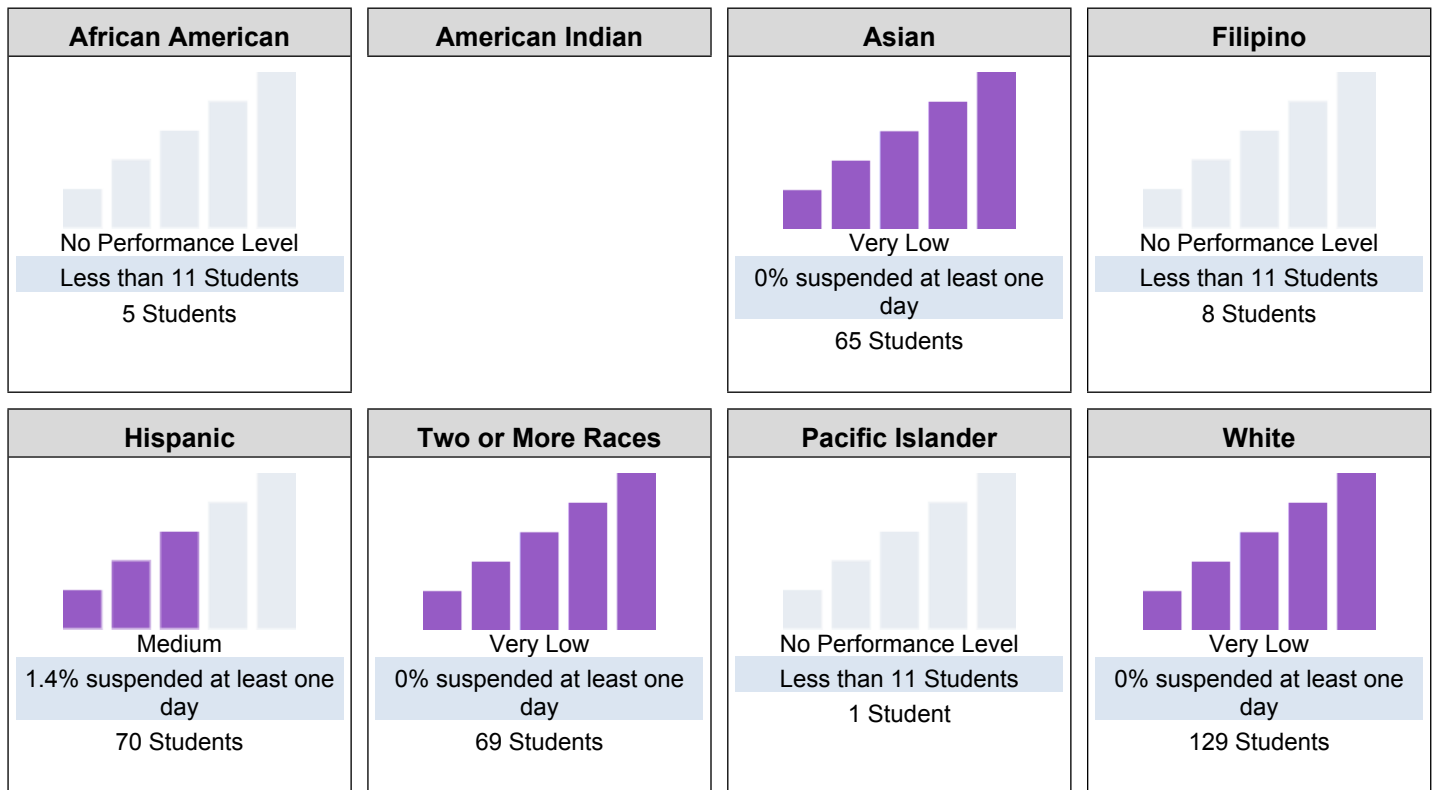 African American
No Performance Level
Less than 11 Students
5 Students
American Indian
Asian
Very Low
0% suspended at least one
day
65 Students
Filipino
No Performance Level
Less than 11 Students
8 Students
Hispanic
Medium
1.4% suspended at least one
day
70 Students
Two or More Races
Very Low
0% suspended at least one
day
69 Students
Pacific Islander
No Performance Level
Less than 11 Students
1 Student
White
Very Low
0% suspended at least one
day
129 Students